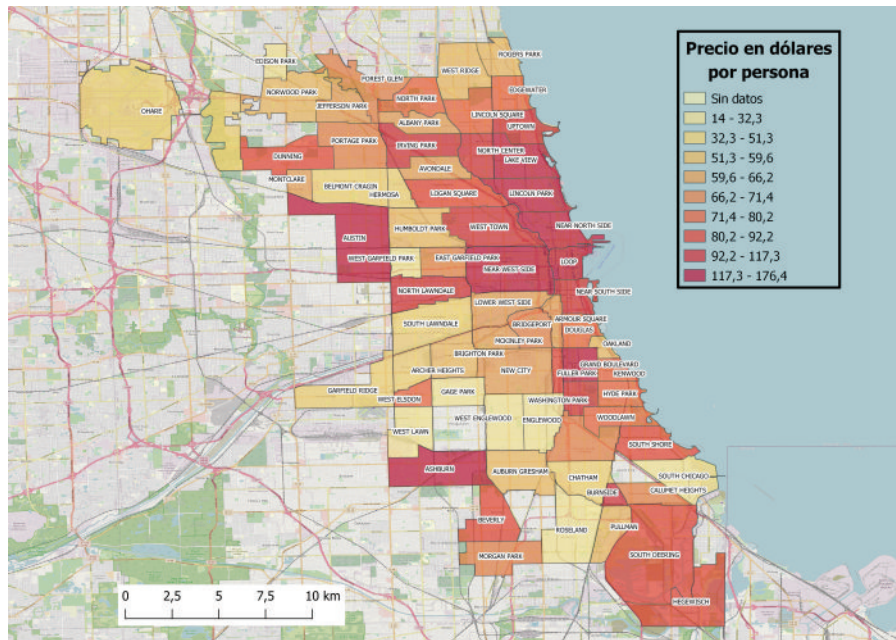 Precio en dólares
por persona
Sin datos
14 - 32,3
32,3 - 51,3
51,3 - 59,6
59,6 - 66,2
66,2 - 71,4
71,4 - 80,2
80,2 - 92,2
92,2 - 117,3
117,3 - 176,4
ROGERS PARK
EDISON PARK
WEST RIDGE
FOREST GLEN
EDGEWATER
NORWOOD PARK
NORTH PARK
JEFFERSON PARK
OHARE
LINCOLN SQUARE
ALBANY PARK
UPTOWN
PORTAGE PARK
IRVING PARK
NORTH CENTER
DUNNING
LAKE VIEW
AVONDALE
MONTCLARE
BELMONT CRAGIN
HERMOSA
LOGAN SQUARE
LINCOLN PARK
HUMBOLDT PARK
WEST TOWN
NEAR NORTH SIDE
AUSTIN
WEST GARFIELD PARK
EAST GARFIELD PARK
LOOP
NEAR WEST SIDE
NORTH LAWNDALE
NEAR SOUTH SIDE
LOWER WEST SIDE
ARMOUR SQUARE
SOUTH LAWNDALE
BRIDGEPORT
DOUGLAS
MCKINLEY PARK
OAKLAND
BRIGHTON PARK
GRAND BOULEVARD
ARCHER HEIGHTS
NEW CITY
FULLER PARK
KENWOOD
GARFIELD RIDGE
GAGE PARK
HYDE PARK
WEST ELSDON
WASHINGTON PARK
WEST ENGLEWOOD
ENGLEWOOD
WOODLAWN
WEST LAWN
SOUTH SHORE
ASHBURN
AUBURN GRESHAM
CHATHAM
SOUTH CHICAGO
BURNSIDE
CALUMET HEIGHTS
BEVERLY
ROSELAND
PULLMAN
MORGAN PARK
SOUTH DEERING
HEGEWISCH
0 2,5 5 7,5 10 km